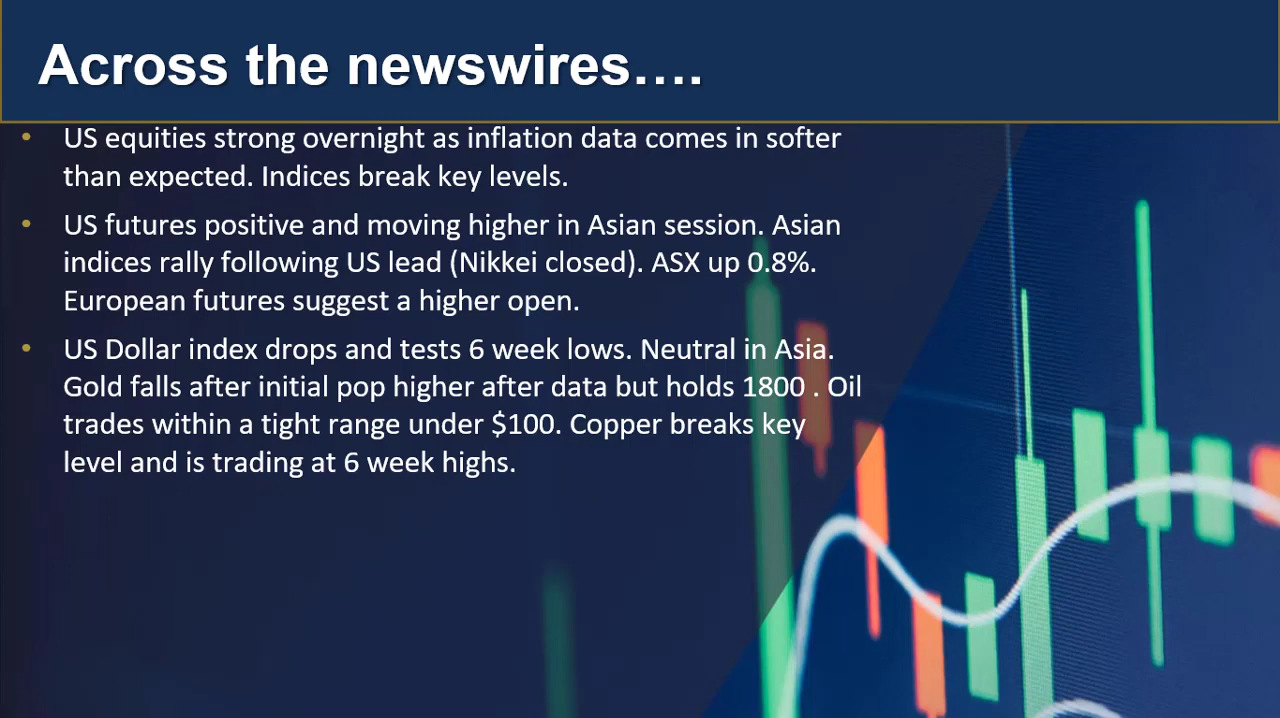 Across the newswires….
• US equities strong overnight as inflation data comes in softer
than expected. Indices break key levels.
• US futures positive and moving higher in Asian session. Asian
indices rally following US lead (Nikkei closed). ASX up 0.8%.
European futures suggest a higher open.
• US Dollar index drops and tests 6 week lows. Neutral in Asia.
Gold falls after initial pop higher after data but holds 1800 . Oil
trades within a tight range under $100. Copper breaks key
level and is trading at 6 week highs.